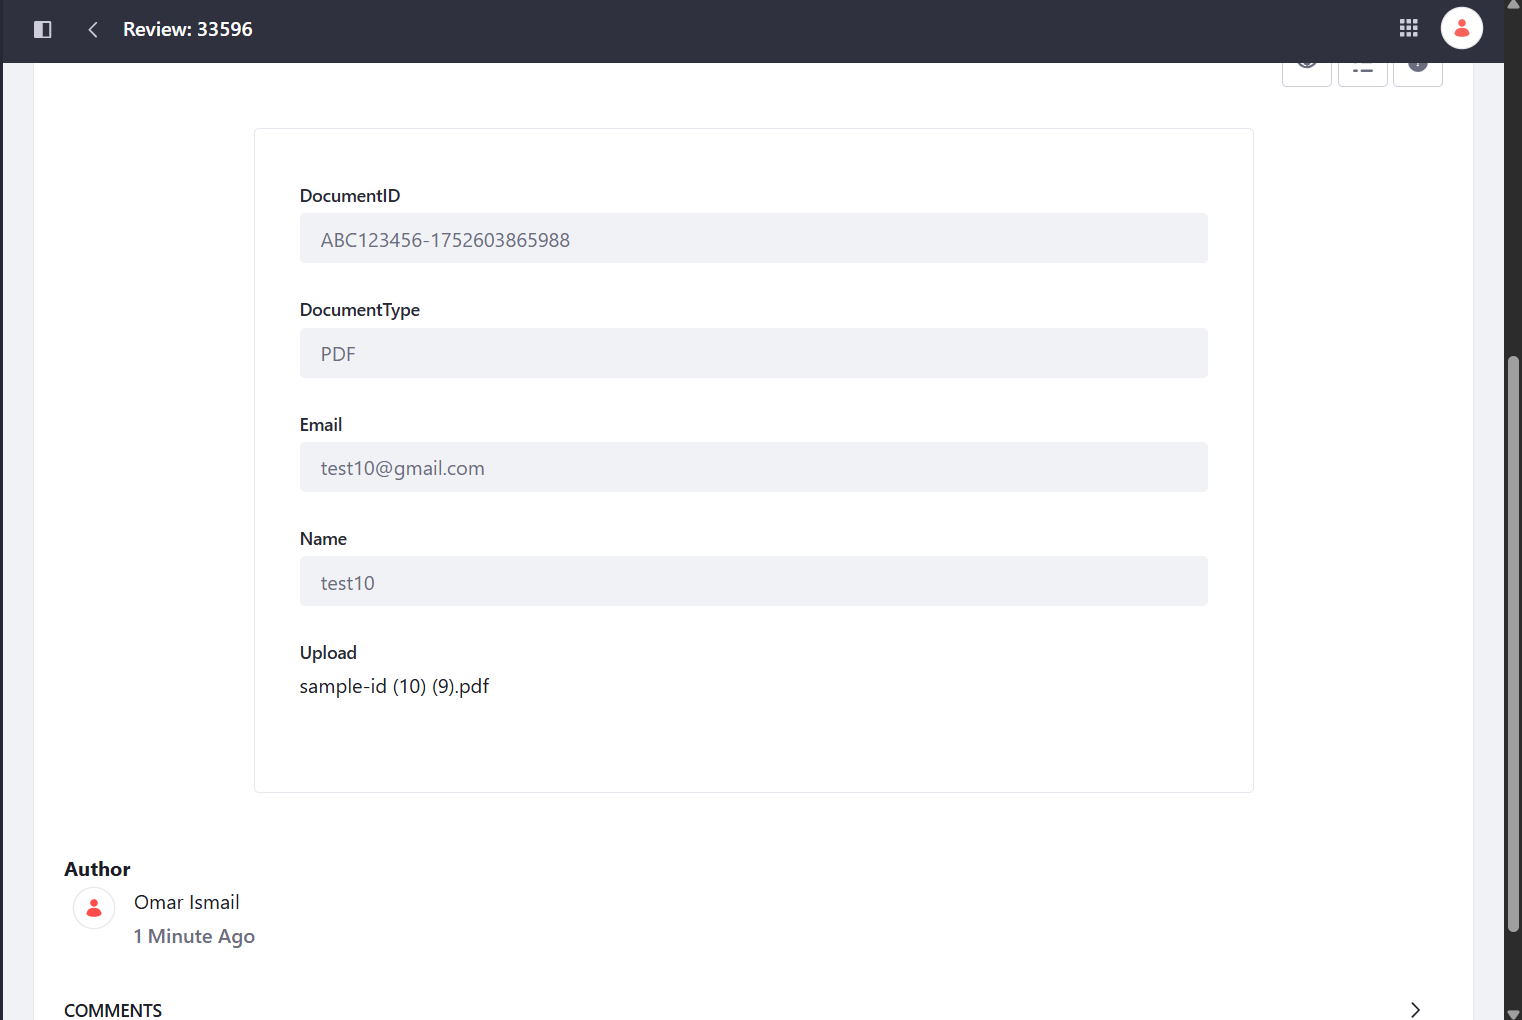 Review: 33596
DocumentID
ABC123456-1752603865988
DocumentType
PDF
Email
test10@gmail.com
Name
test10
Upload
sample-id (10) (9).pdf
Author
Omar Ismail
1 Minute Ago
COMMENTS